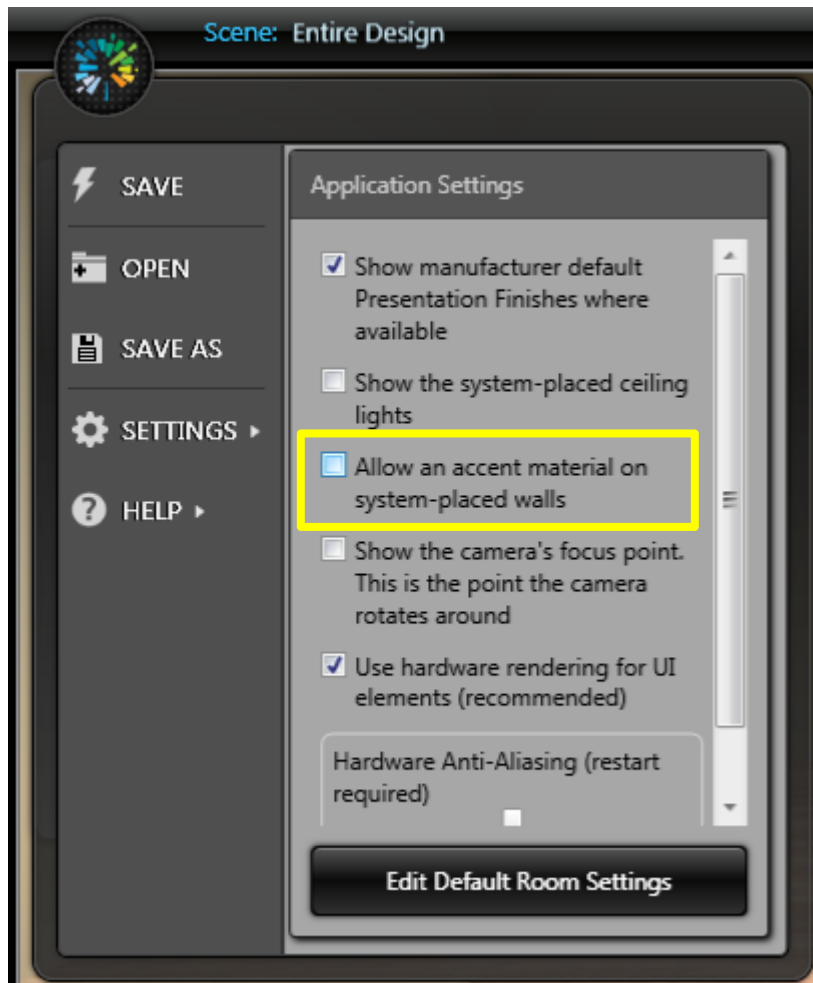 Scene: Entire Design
SAVE
OPEN
SAVE AS
SETTINGS
? HELP
Application Settings
Show manufacturer default
Presentation Finishes where
available
Show the system-placed ceiling
lights
Allow an accent material on
system-placed walls
Show the camera's focus point.
This is the point the camera
rotates around
Use hardware rendering for UI
elements (recommended)
Hardware Anti-Aliasing (restart
required)
Edit Default Room Settings